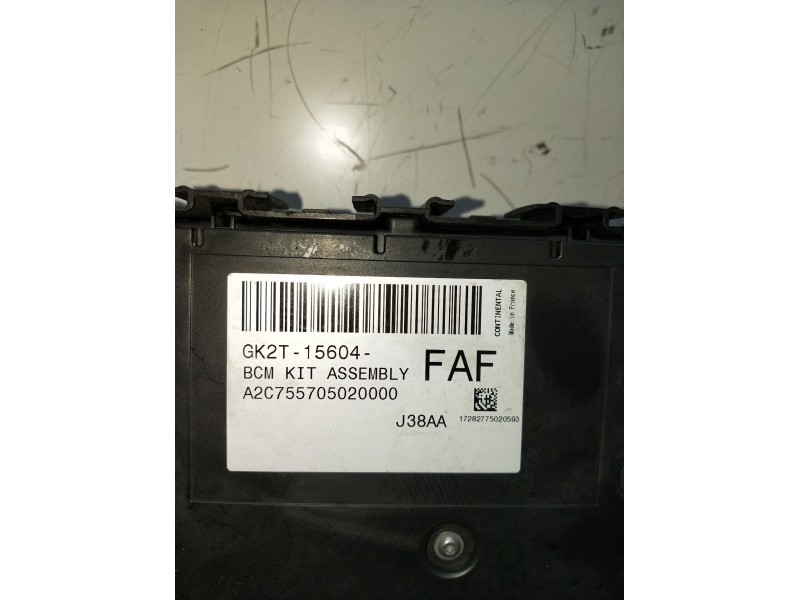 GK2T-15604-
BCM KIT ASSEMBLY
FAF
A2C755705020000
J38AA
17282775020593
CONTINENTAL
Made in France